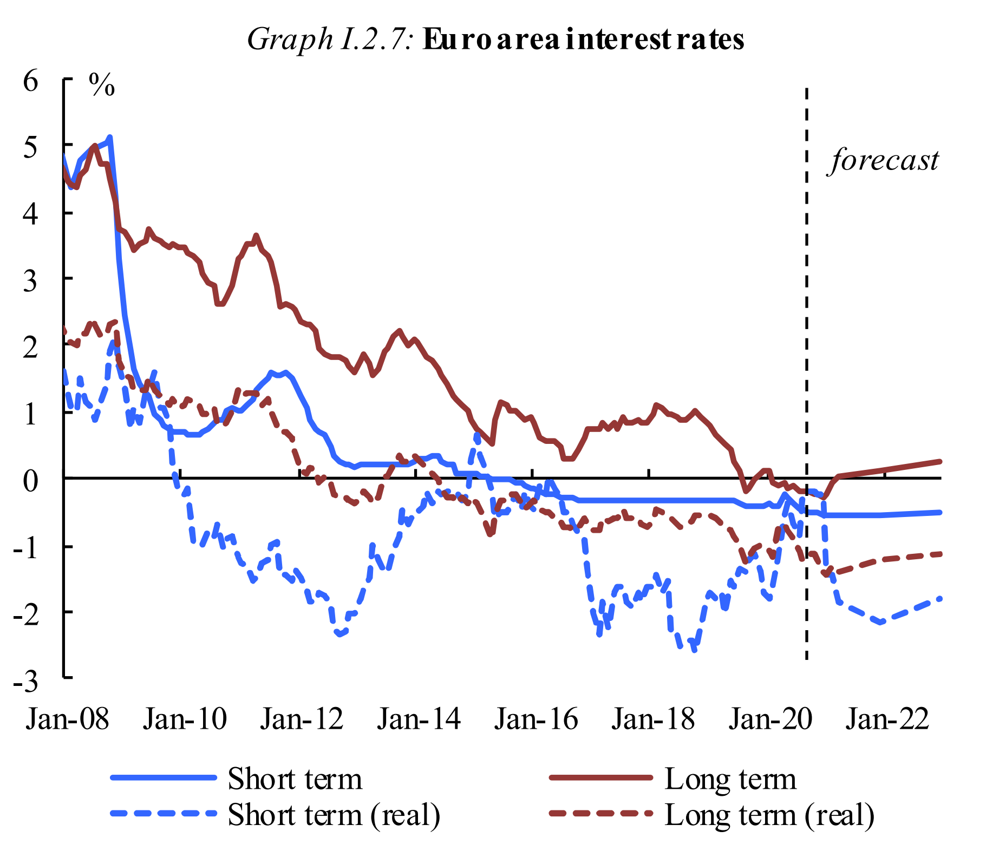 Graph I.2.7: Euro area interest rates
%
6
5
forecast
4
3
2
1
0
-1
-2
-3
Jan-08 Jan-10 Jan-12 Jan-14 Jan-16 Jan-18 Jan-20 Jan-22
Short term Long term
Short term (real) Long term (real)